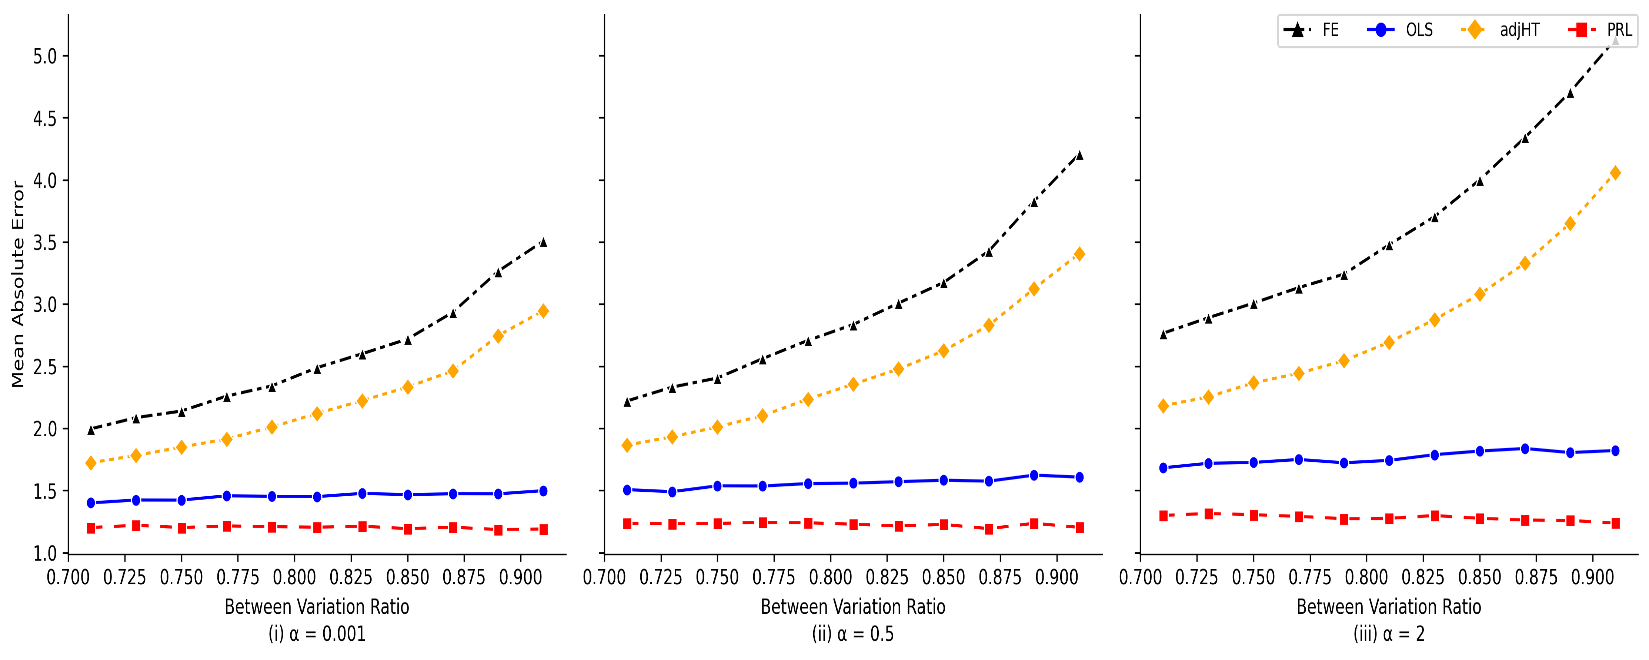 FE OLS adjHT PRL
Mean Absolute Error
5.0
4.5
4.0
3.5
3.0
2.5
2.0
1.5
1.0
0.700 0.725 0.750 0.775 0.800 0.825 0.850 0.875 0.900
0.700 0.725 0.750 0.775 0.800 0.825 0.850 0.875 0.900
0.700 0.725 0.750 0.775 0.800 0.825 0.850 0.875 0.900
Between Variation Ratio
(i) α = 0.001
Between Variation Ratio
(ii) α = 0.5
Between Variation Ratio
(iii) α = 2